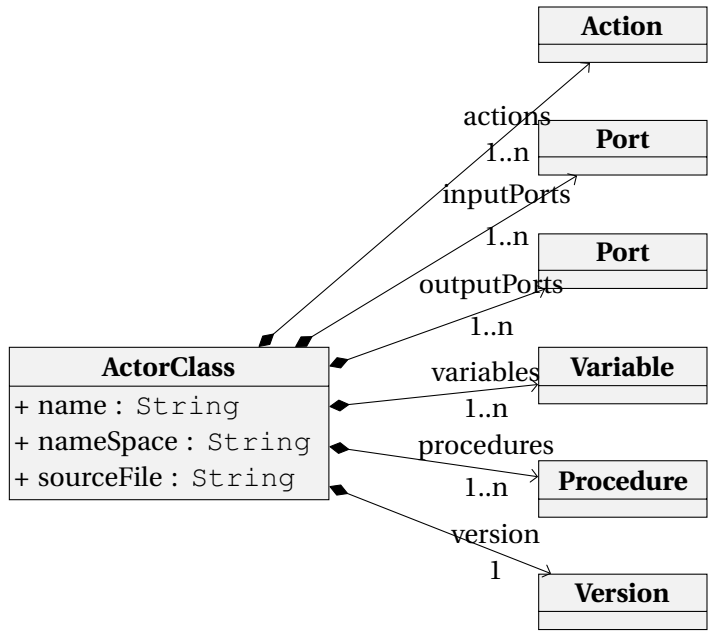 Action
actions
1..n
Port
inputPorts
1..n
Port
outputPorts
1..n
ActorClass
+ name : String
+ nameSpace : String
+ sourceFile : String
variables
1..n
Variable
procedures
1..n
Procedure
version
1
Version